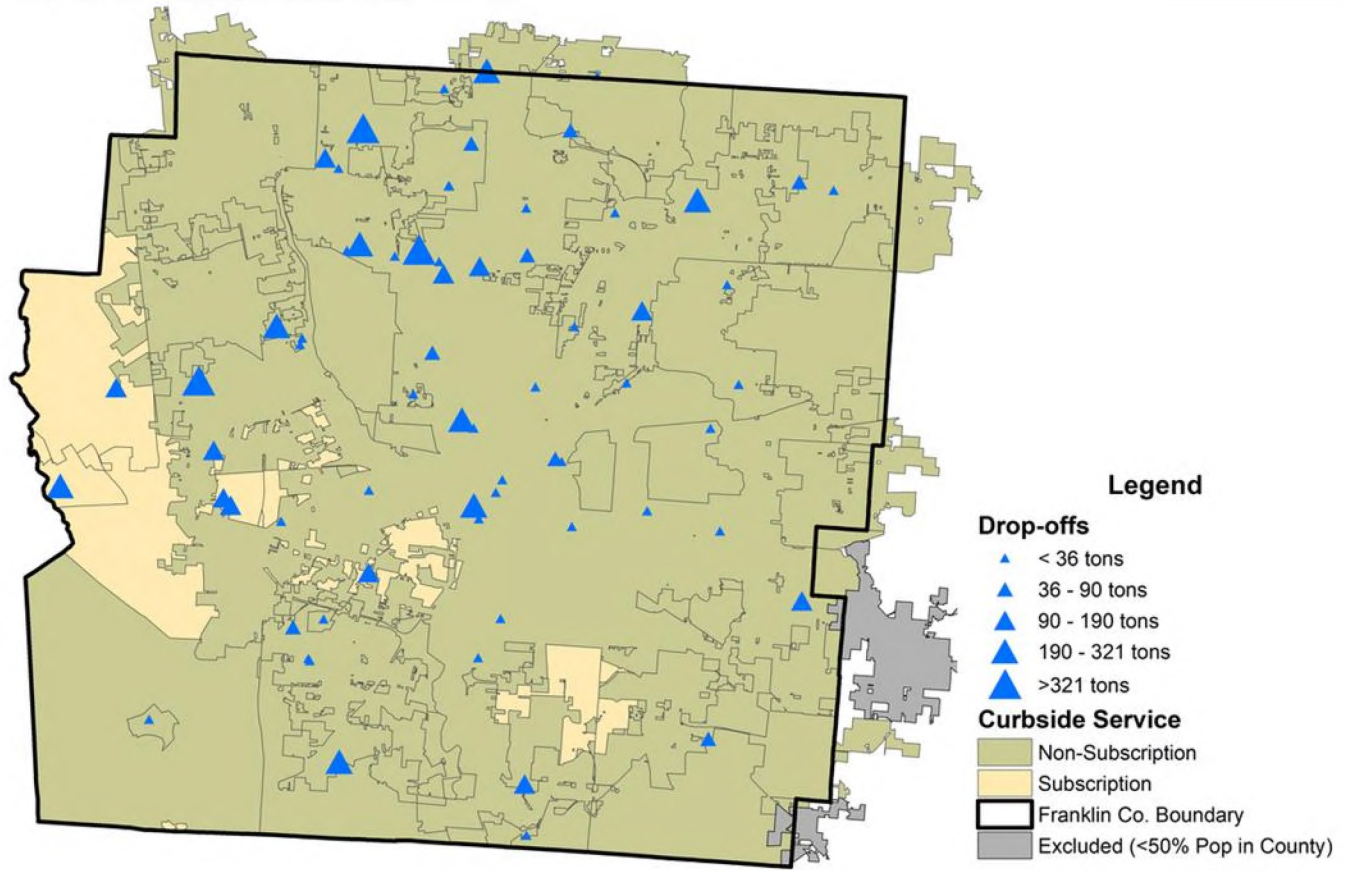 Legend
Drop-offs
< 36 tons
36 - 90 tons
90 - 190 tons
190 - 321 tons
>321 tons
Curbside Service
Non-Subscription
Subscription
Franklin Co. Boundary
Excluded (<50% Pop in County)